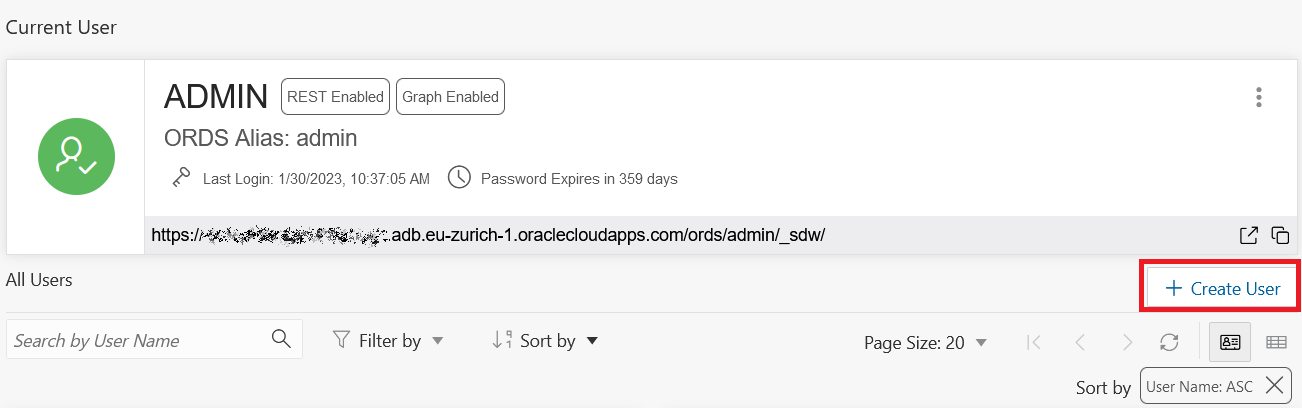 Current User
ADMIN REST Enabled Graph Enabled
ORDS Alias: admin
Last Login: 1/30/2023, 10:37:05 AM Password Expires in 359 days
https:// .adb.eu-zurich-1.oraclecloudapps.com/ords/admin/_sdw/
All Users + Create User
Search by User Name Filter by Sort by Page Size: 20
Sort by User Name: ASC